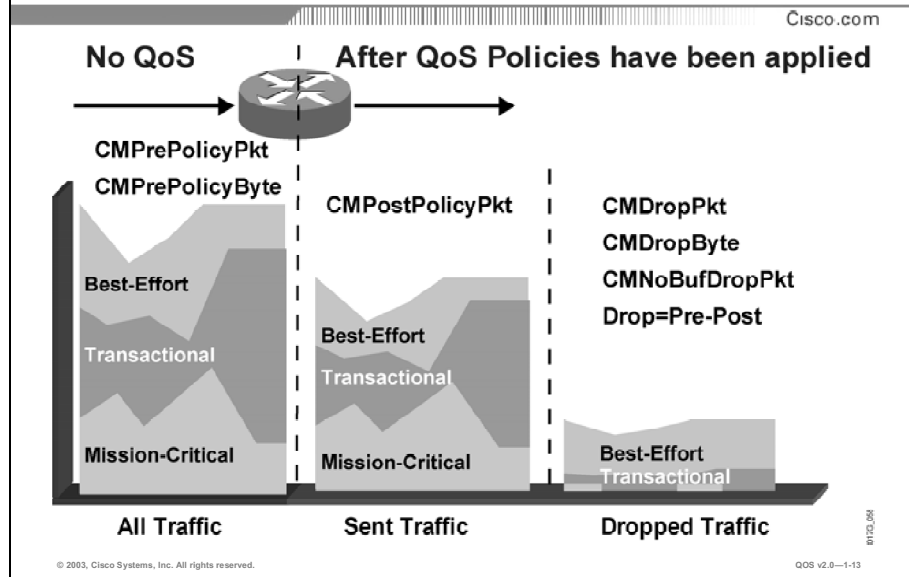 Cisco.com
No QoS
After QoS Policies have been applied
CMPrePolicyPkt
CMPrePolicyByte
CMPostPolicyPkt
CMDropPkt
CMDropByte
CMNoBufDropPkt
Drop=Pre-Post
Best-Effort
Transactional
Mission-Critical
Best-Effort
Transactional
Mission-Critical
Best-Effort
Transactional
All Traffic
Sent Traffic
Dropped Traffic
© 2003, Cisco Systems, Inc. All rights reserved.
QOS v2.0—1-13